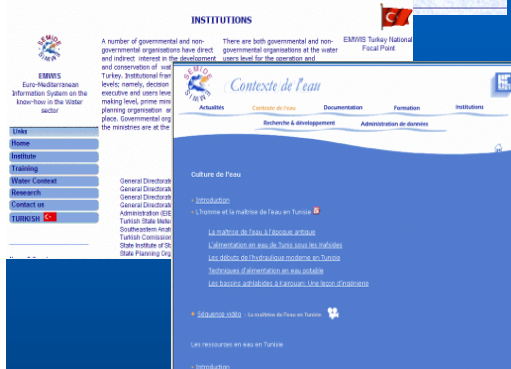 INSTITUTIONS
A number of governmental and non-
governmental organisations have direct
and indirect interest in the development
and conservation of wat
Turkey. Institutional fram
levels; namely, decision
executive and users leve
making level, prime mini
planning organisation a
place. Governmental org
the ministries are at the
There are both governmental and non-
governmental organisations at the water
users level for the operation and
EMWIS Turkey National
Focal Point
SEMIDE
EMWIS
EMWIS
Euro-Mediterranean
Information System on the
know-how in the Water
sector
Links
Home
Institute
Training
Water Context
Research
Contact us
TURKISH
General Directorat
General Directorat
General Directorat
General Directorat
Administration (EIE
Turkish State Mete
Southeastern Anat
Turkish Comission
State Institute of St
State Planning Org
SEMIDE
EMWIS
Contexte de l'eau
Actualités
Contexte de l'eau
Documentation
Formation
Institutions
Recherche & développement
Administration de données
Culture de l'eau
Introduction
L'homme et la maîtrise de l'eau en Tunisie
La maîtrise de l'eau à l'époque antique
L'alimentation en eau de Tunis sous les Hafsides
Les débuts de l'hydraulique moderne en Tunisie
Techniques d'alimentation en eau potable
Les bassins aghlabides à Kairouan: Une leçon d'ingénierie
Séquence vidéo - La maîtrise de l'eau en Tunisie
Les ressources en eau en Tunisie
Introduction